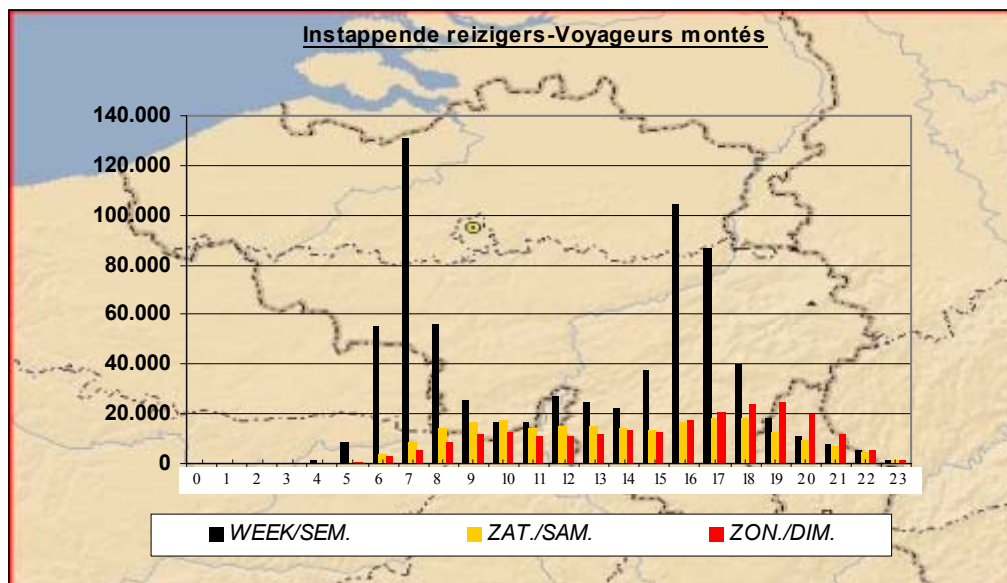 Instappende reizigers-Voyageurs montés
140.000
120.000
100.000
80.000
60.000
40.000
20.000
0
0 1 2 3 4 5 6 7 8 9 10 11 12 13 14 15 16 17 18 19 20 21 22 23
WEEK/SEM. ZAT./SAM. ZON./DIM.